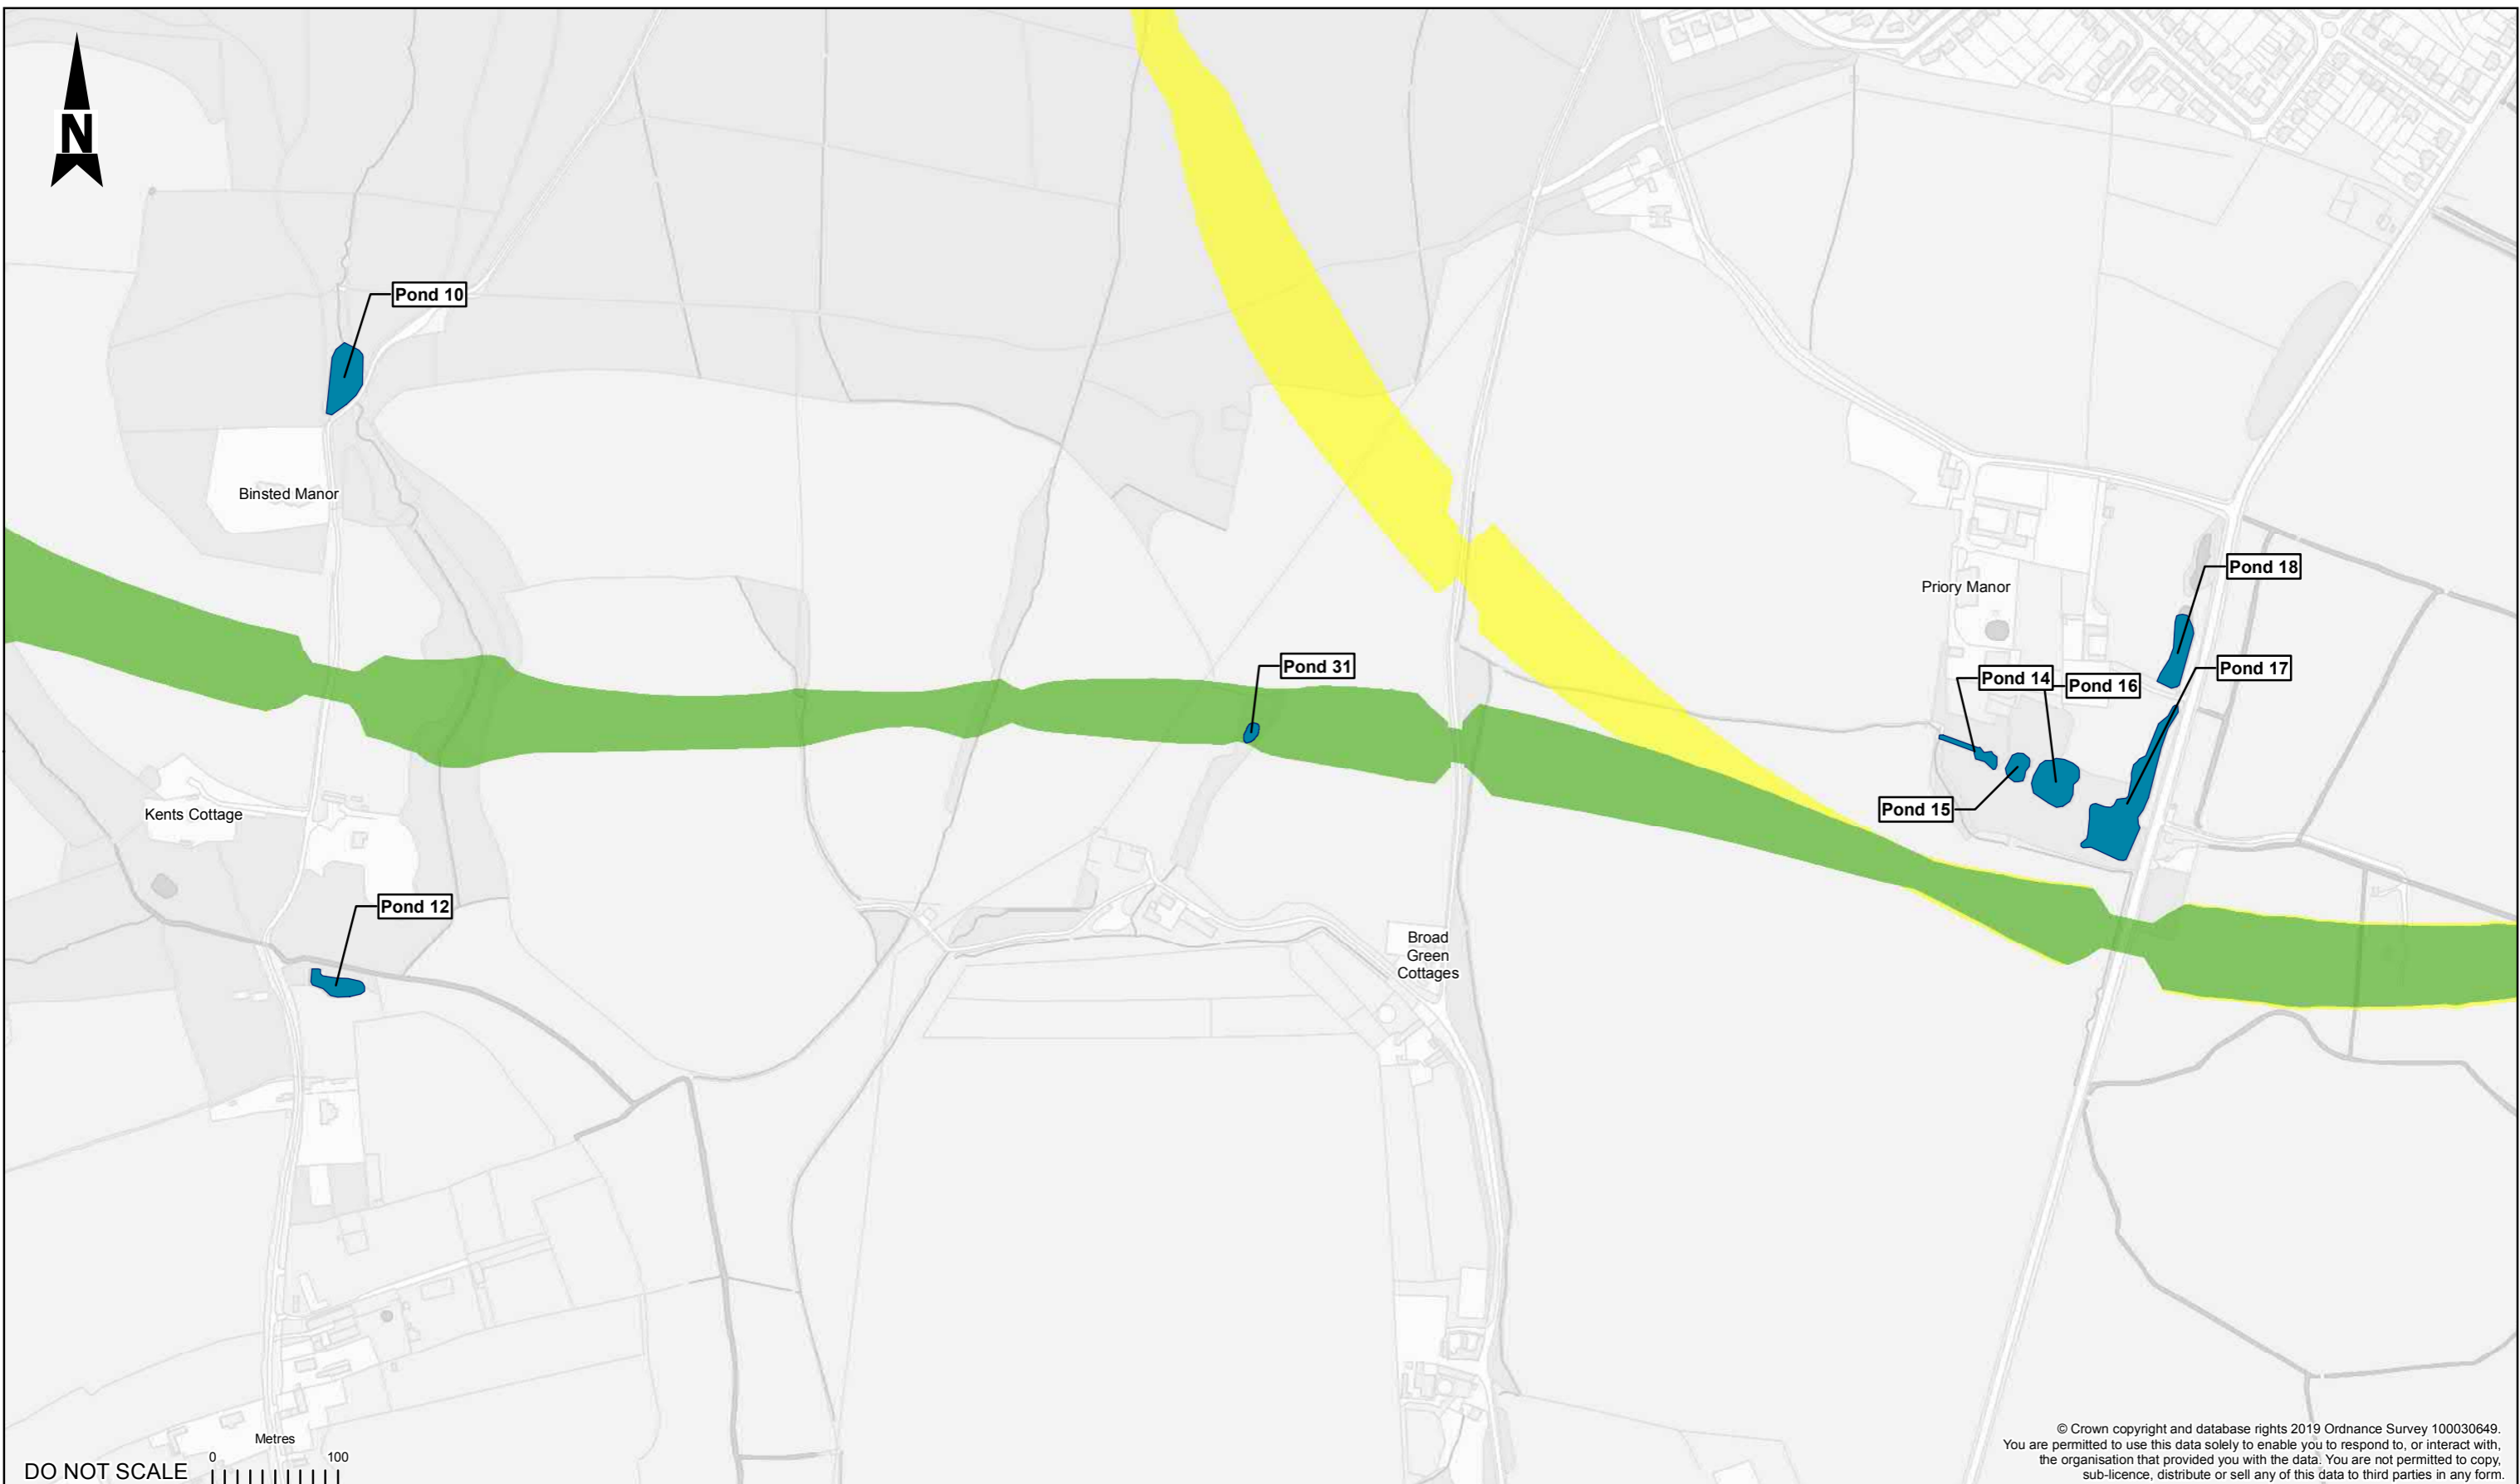 N
Pond 10
Binsted Manor
Pond 18
Priory Manor
Pond 31
Pond 14
Pond 16
Pond 17
Pond 15
Kents Cottage
Pond 12
Broad
Green
Cottages
Metres
0 100
DO NOT SCALE
© Crown copyright and database rights 2019 Ordnance Survey 100030649.
You are permitted to use this data solely to enable you to respond to, or interact with,
the organisation that provided you with the data. You are not permitted to copy,
sub-licence, distribute or sell any of this data to third parties in any form.